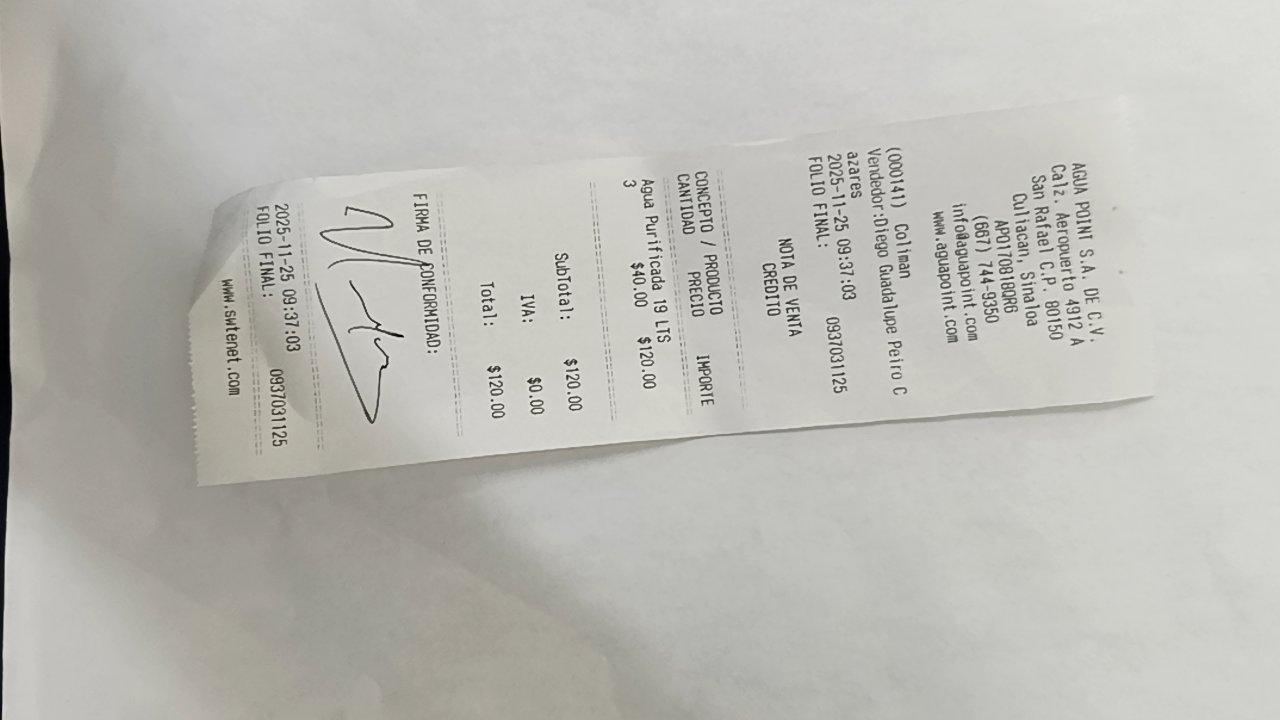 AGUA POINT S.A. DE C.V.
Calz. Aeropuerto 4912 A
San Rafael C.P. 80150
Culiacan, Sinaloa
APO170818QR6
(667) 744-9350
info@aguapoint.com
www.aguapoint.com
(000141) Coliman
Vendedor:Diego Guadalupe Peiro C
azares
2025-11-25 09:37:03 0937031125
FOLIO FINAL:
NOTA DE VENTA
CREDITO
CONCEPTO / PRODUCTO
CANTIDAD PRECIO IMPORTE
Agua Purificada 19 LTS
3 $40.00 $120.00
SubTotal: $120.00
IVA: $0.00
Total: $120.00
FIRMA DE CONFORMIDAD:
2025-11-25 09:37:03 0937031125
FOLIO FINAL:
www.swtenet.com